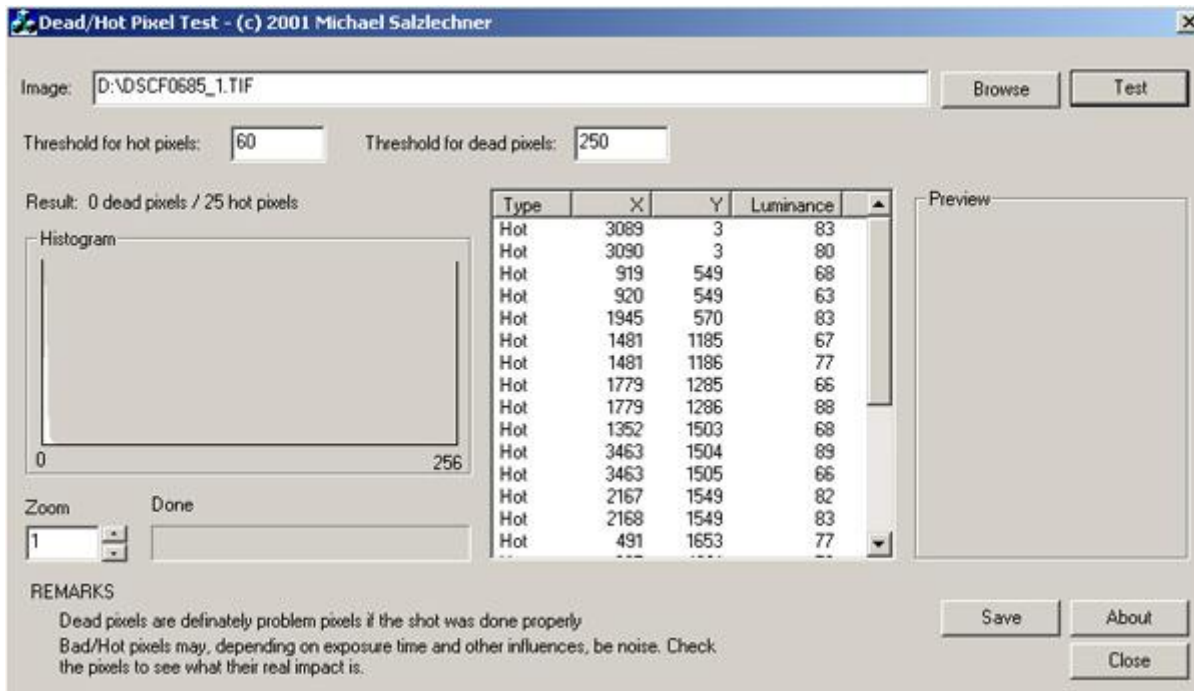 Dead/Hot Pixel Test - (c) 2001 Michael Salzlechner
Image: D:\DSCF0685_1.TIF Browse Test
Threshold for hot pixels: 60 Threshold for dead pixels: 250
Result: 0 dead pixels / 25 hot pixels
Histogram
0 256
Zoom Done
1
Type X Y Luminance
Hot 3089 3 83
Hot 3090 3 80
Hot 919 549 68
Hot 920 549 63
Hot 1945 570 83
Hot 1481 1185 67
Hot 1481 1186 77
Hot 1779 1285 66
Hot 1779 1286 88
Hot 1352 1503 68
Hot 3463 1504 89
Hot 3463 1505 66
Hot 2167 1549 82
Hot 2168 1549 83
Hot 491 1653 77
Preview
REMARKS
Dead pixels are definately problem pixels if the shot was done properly
Bad/Hot pixels may, depending on exposure time and other influences, be noise. Check
the pixels to see what their real impact is.
Save About
Close